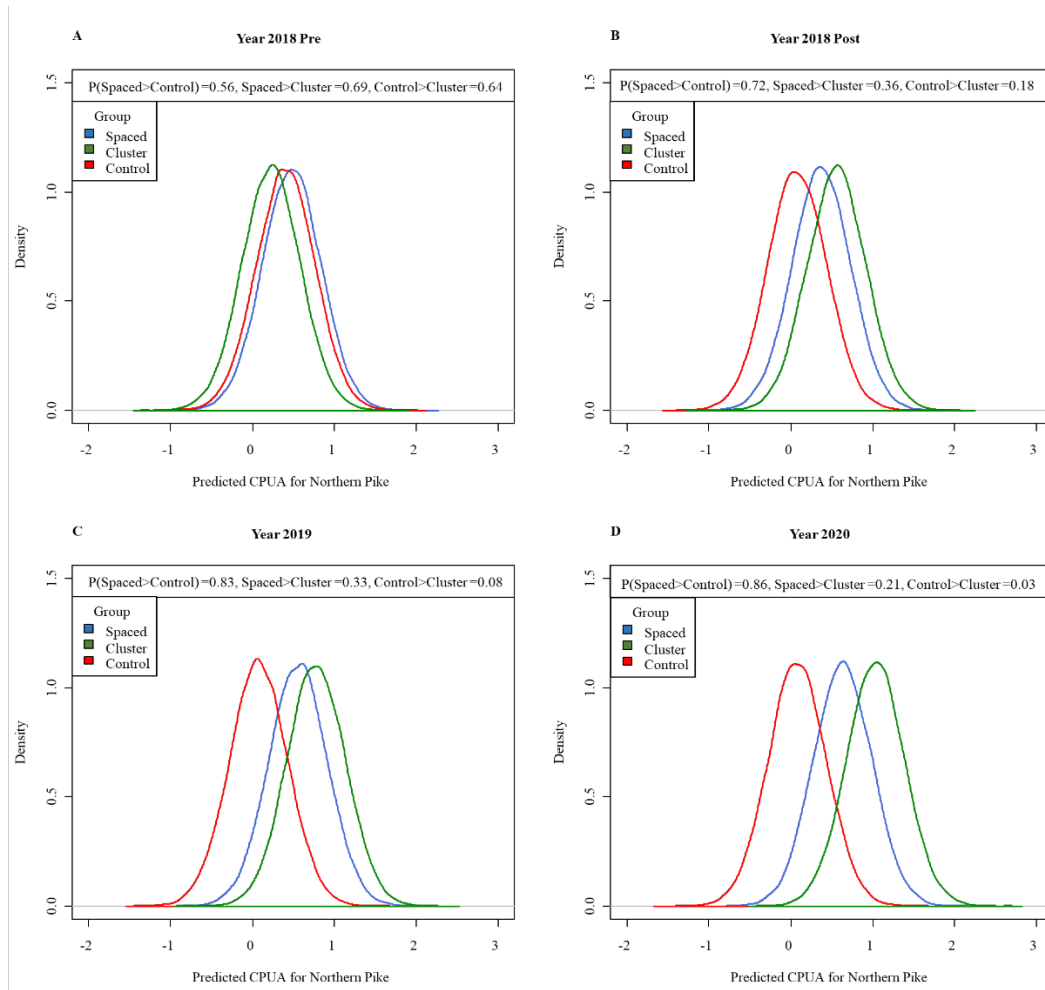 A
Year 2018 Pre
P(Spaced>Control) =0.56, Spaced>Cluster =0.69, Control>Cluster =0.64
Group
Spaced
Cluster
Control
1.5
1.0
0.5
0.0
Density
-2 -1 0 1 2 3
Predicted CPUA for Northern Pike
B
Year 2018 Post
P(Spaced>Control) =0.72, Spaced>Cluster =0.36, Control>Cluster =0.18
Group
Spaced
Cluster
Control
1.5
1.0
0.5
0.0
Density
-2 -1 0 1 2 3
Predicted CPUA for Northern Pike
C
Year 2019
P(Spaced>Control) =0.83, Spaced>Cluster =0.33, Control>Cluster =0.08
Group
Spaced
Cluster
Control
1.5
1.0
0.5
0.0
Density
-2 -1 0 1 2 3
Predicted CPUA for Northern Pike
D
Year 2020
P(Spaced>Control) =0.86, Spaced>Cluster =0.21, Control>Cluster =0.03
Group
Spaced
Cluster
Control
1.5
1.0
0.5
0.0
Density
-2 -1 0 1 2 3
Predicted CPUA for Northern Pike